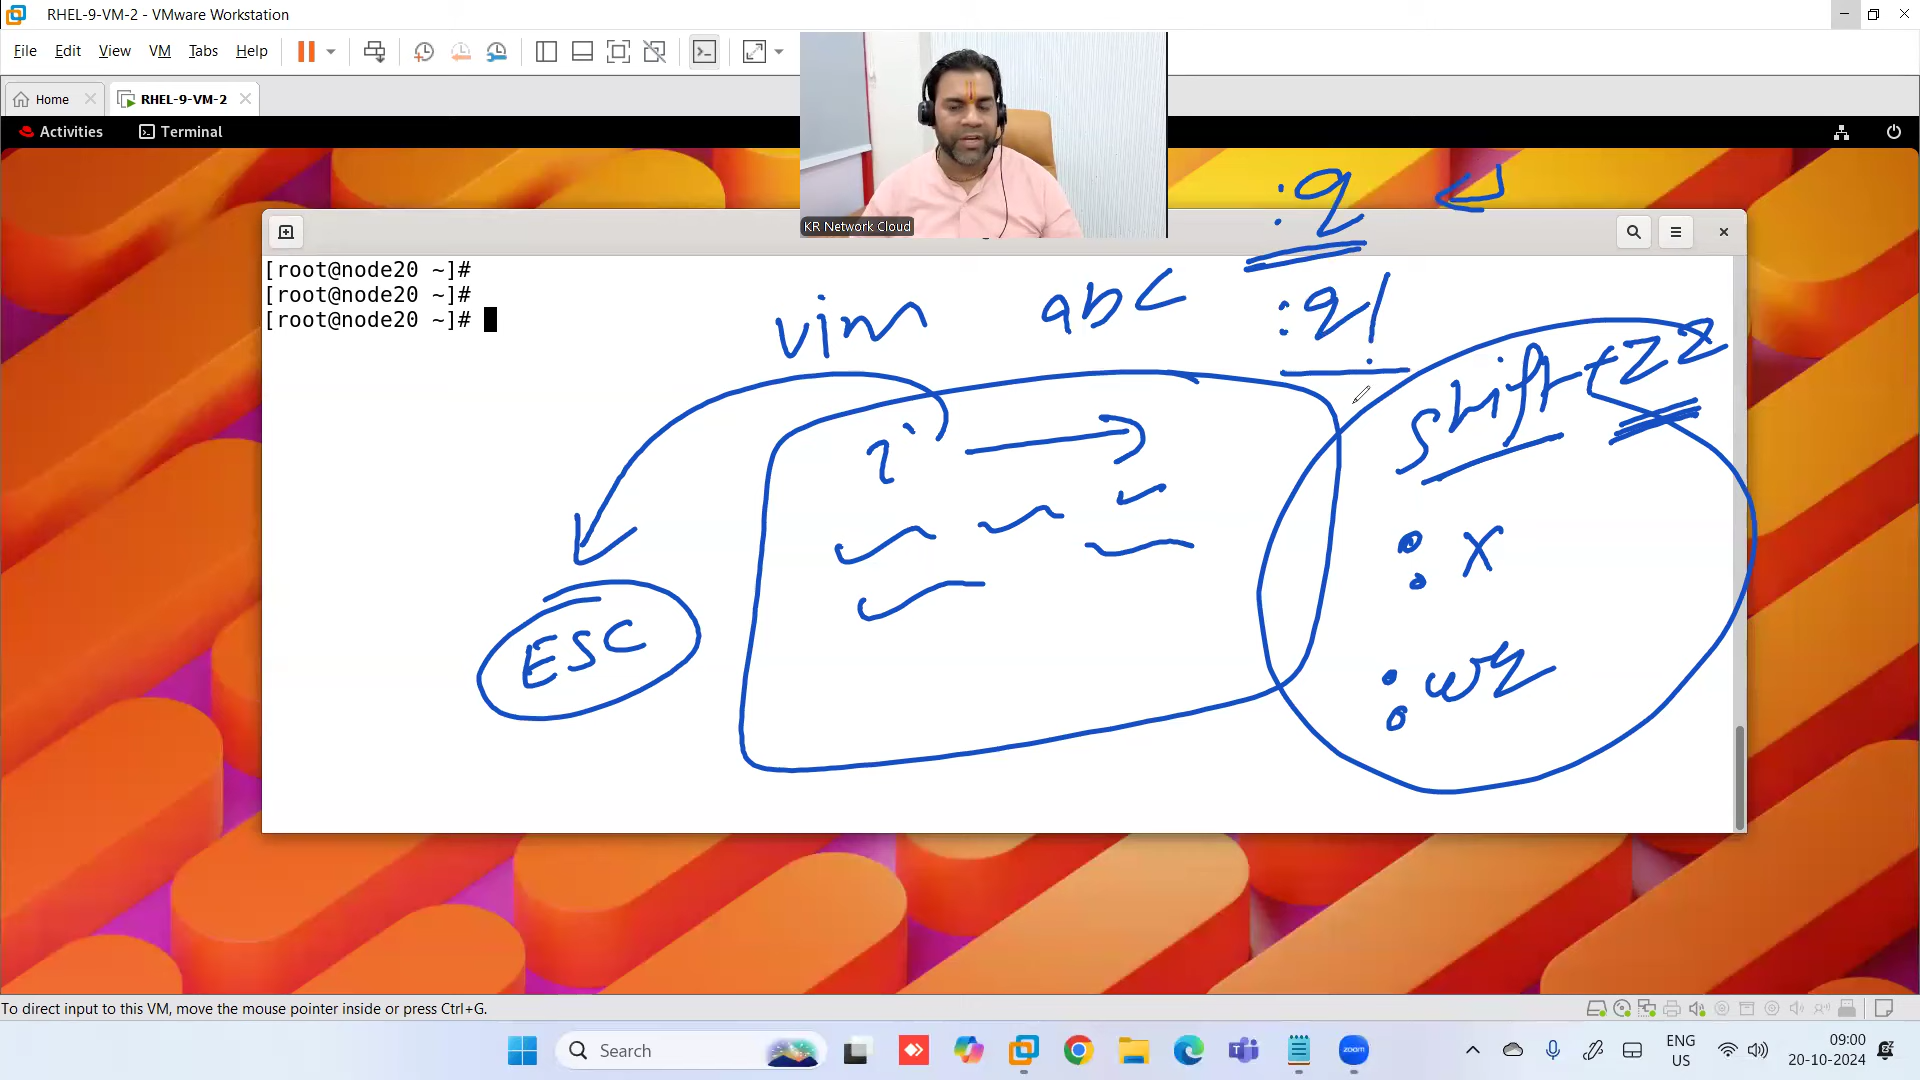 RHEL-9-VM-2 - VMware Workstation
File Edit View VM Tabs Help
Home
RHEL-9-VM-2
Activities Terminal
KR Network Cloud
[root@node20 ~]#
[root@node20 ~]#
[root@node20 ~]#
:q
vim abc :q!
shift+ZZ
i
:x
ESC
:wq
To direct input to this VM, move the mouse pointer inside or press Ctrl+G.
Search
zoom
ENG
US
09:00
20-10-2024